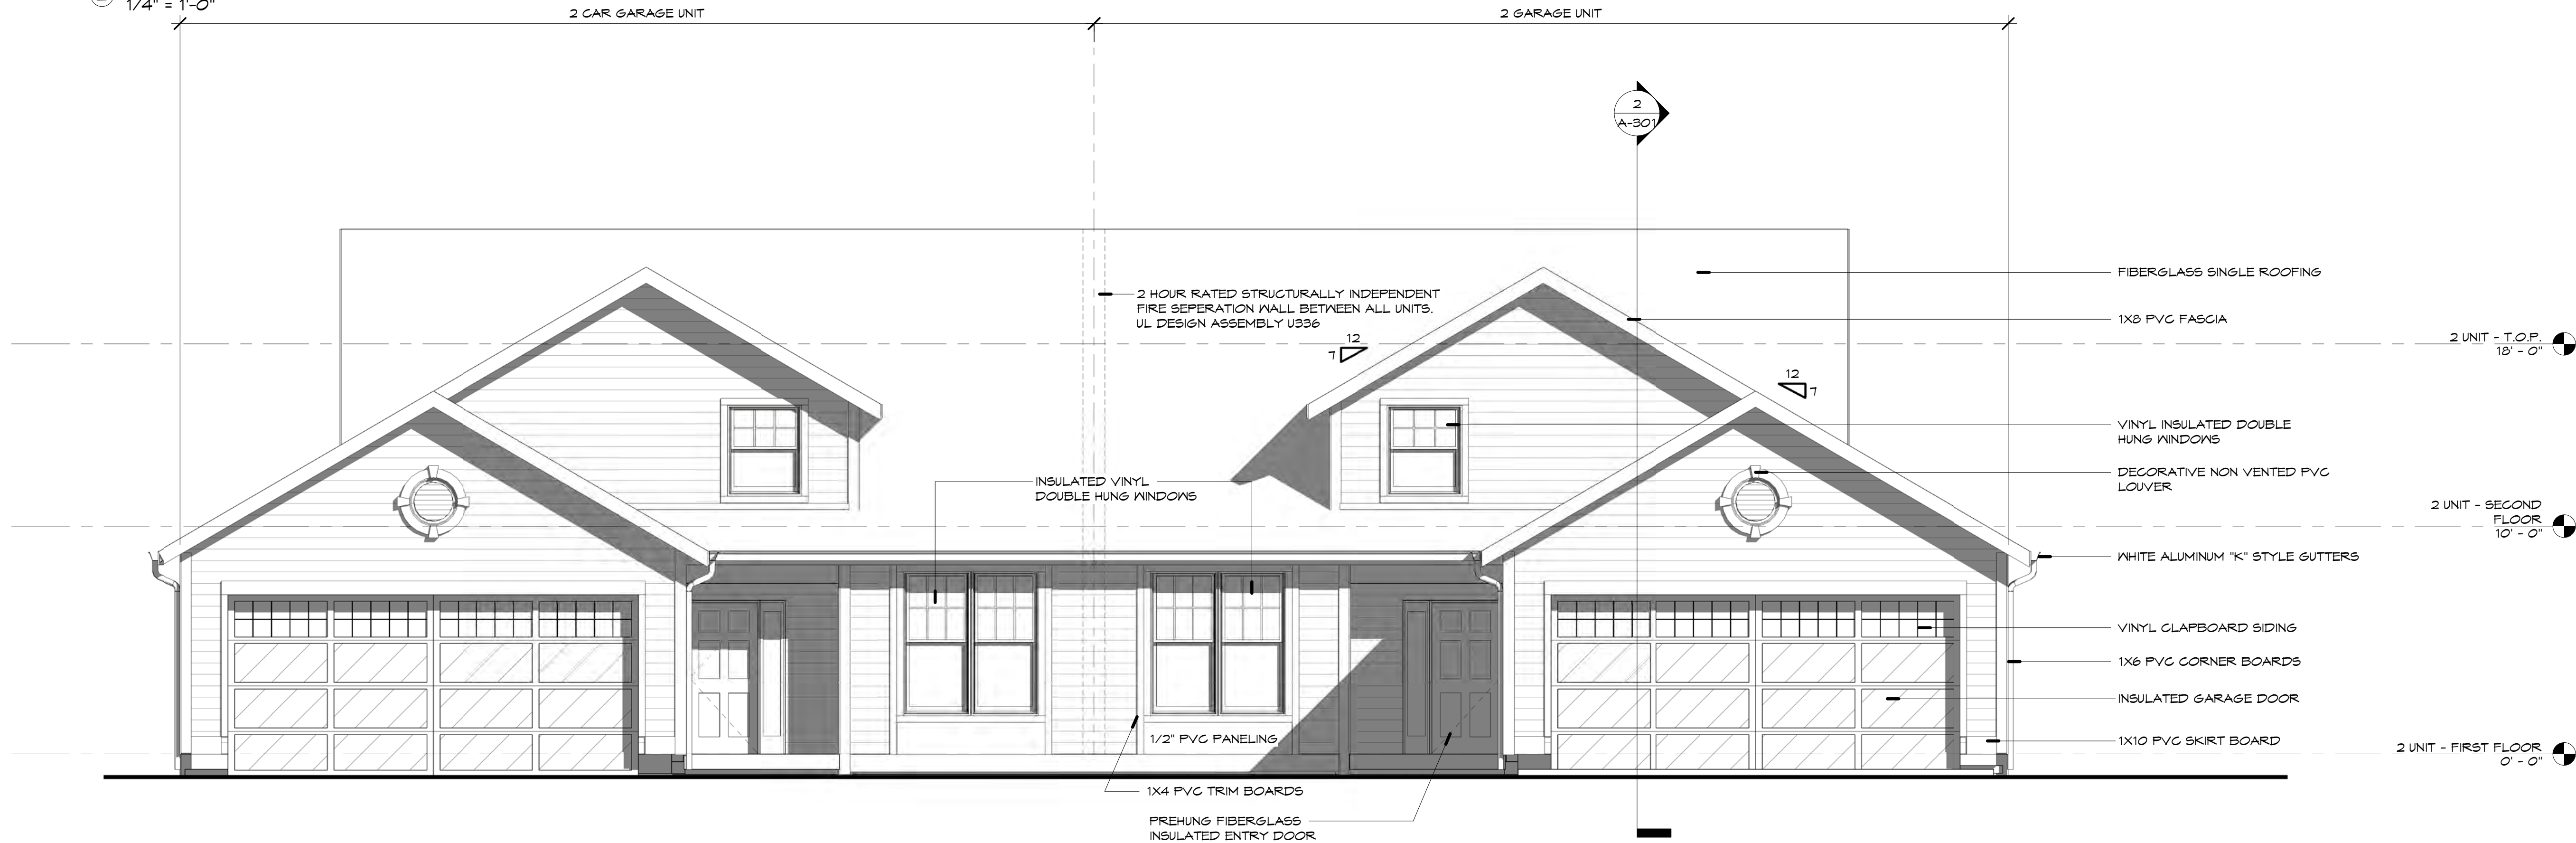 1/4" = 1'-0"
2 CAR GARAGE UNIT
2 GARAGE UNIT
2
A-301
FIBERGLASS SINGLE ROOFING
2 HOUR RATED STRUCTURALLY INDEPENDENT
FIRE SEPERATION WALL BETWEEN ALL UNITS.
UL DESIGN ASSEMBLY U336
1X8 PVC FASCIA
12
7
2 UNIT - T.O.P.
18' - 0"
12
7
VINYL INSULATED DOUBLE
HUNG WINDOWS
DECORATIVE NON VENTED PVC
LOUVER
INSULATED VINYL
DOUBLE HUNG WINDOWS
2 UNIT - SECOND
FLOOR
10' - 0"
WHITE ALUMINUM "K" STYLE GUTTERS
VINYL CLAPBOARD SIDING
1X6 PVC CORNER BOARDS
INSULATED GARAGE DOOR
1/2" PVC PANELING
1X10 PVC SKIRT BOARD
2 UNIT - FIRST FLOOR
0' - 0"
1X4 PVC TRIM BOARDS
PREHUNG FIBERGLASS
INSULATED ENTRY DOOR